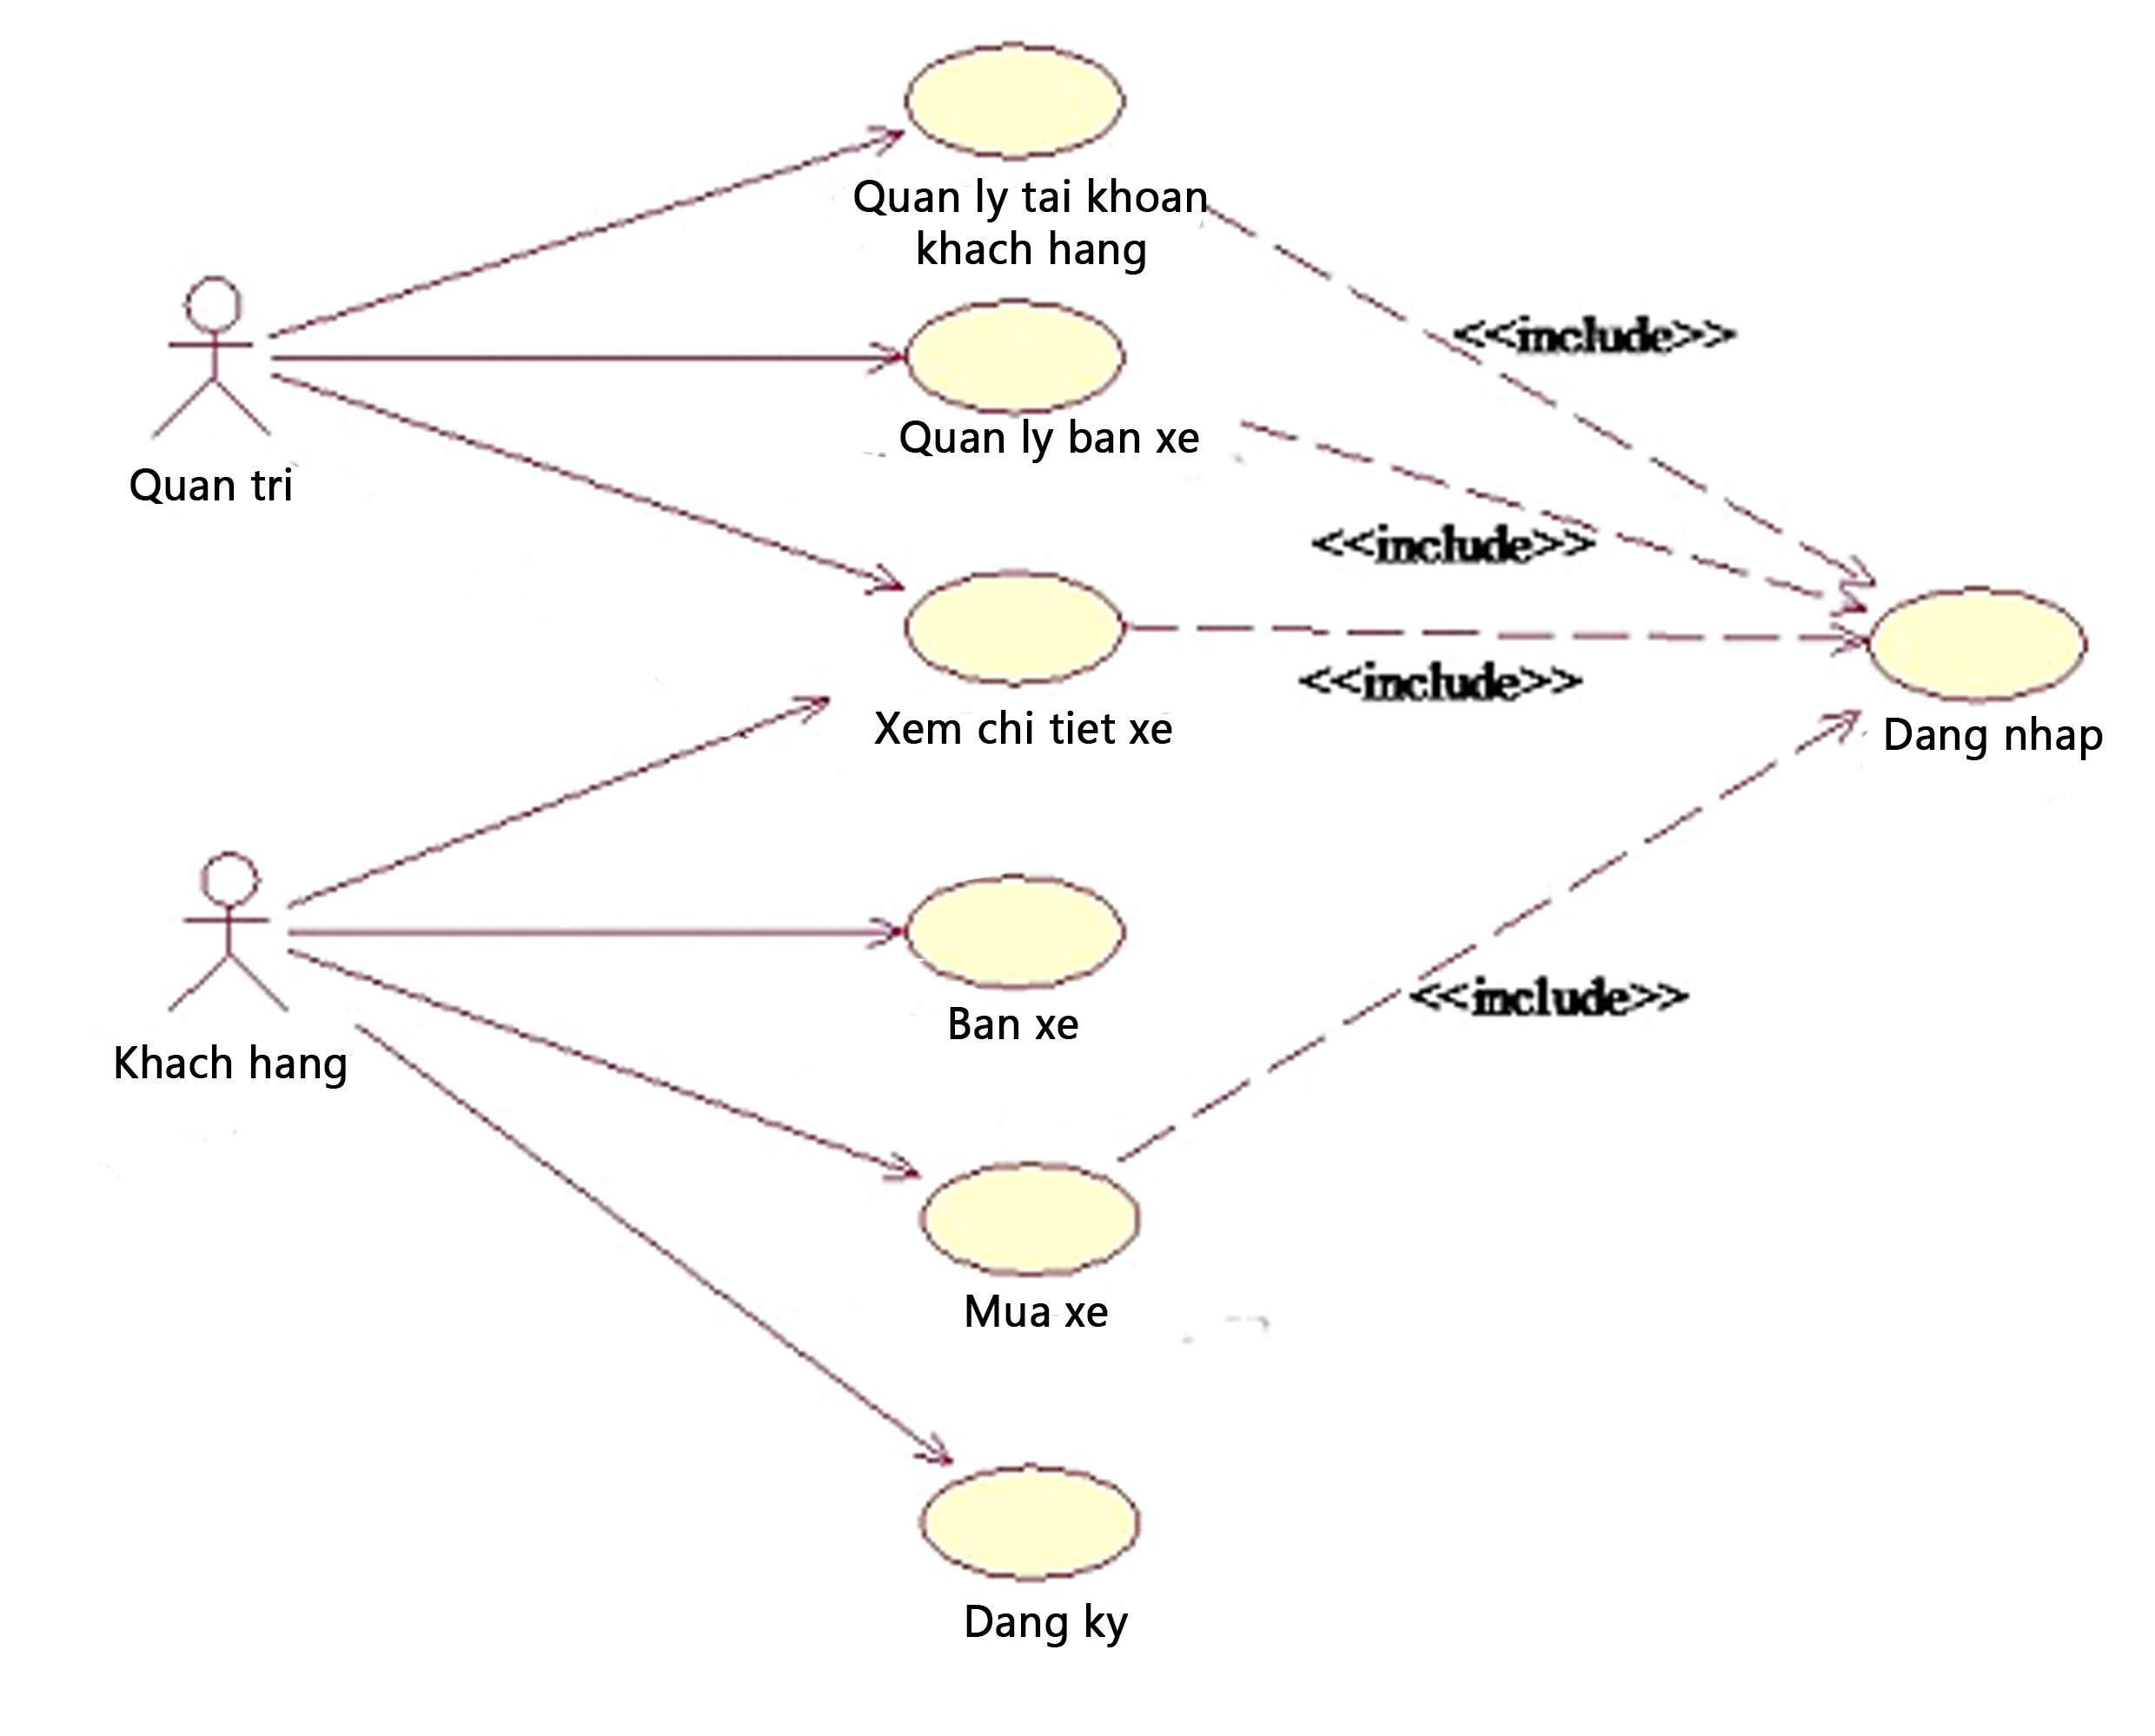 Quan ly tai khoan
khach hang
<<include>>
Quan ly ban xe
Quan tri
<<include>>
<<include>>
Xem chi tiet xe
Dang nhap
<<include>>
Ban xe
Khach hang
Mua xe
Dang ky